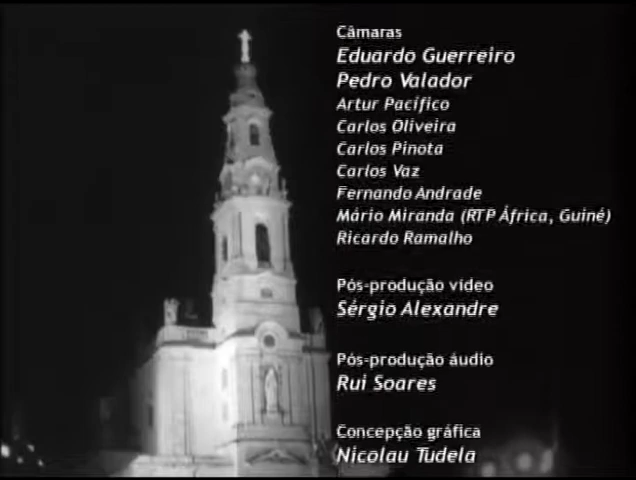 Câmaras
Eduardo Guerreiro
Pedro Valador
Artur Pacífico
Carlos Oliveira
Carlos Pinota
Carlos Vaz
Fernando Andrade
Mário Miranda (RTP África, Guiné)
Ricardo Ramalho
Pós-produção vídeo
Sérgio Alexandre
Pós-produção áudio
Rui Soares
Concepção gráfica
Nicolau Tudela